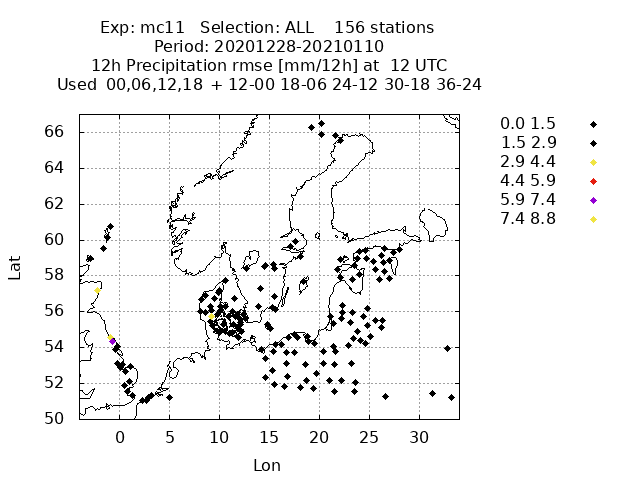 Exp: mc11   Selection: ALL    156 stations
Period: 20201228-20210110
12h Precipitation rmse [mm/12h] at  12 UTC
Used  00,06,12,18  + 12-00 18-06 24-12 30-18 36-24
0.0 1.5
1.5 2.9
2.9 4.4
4.4 5.9
5.9 7.4
7.4 8.8
66
64
62
60
58
56
54
52
50
Lat
0 5 10 15 20 25 30
Lon